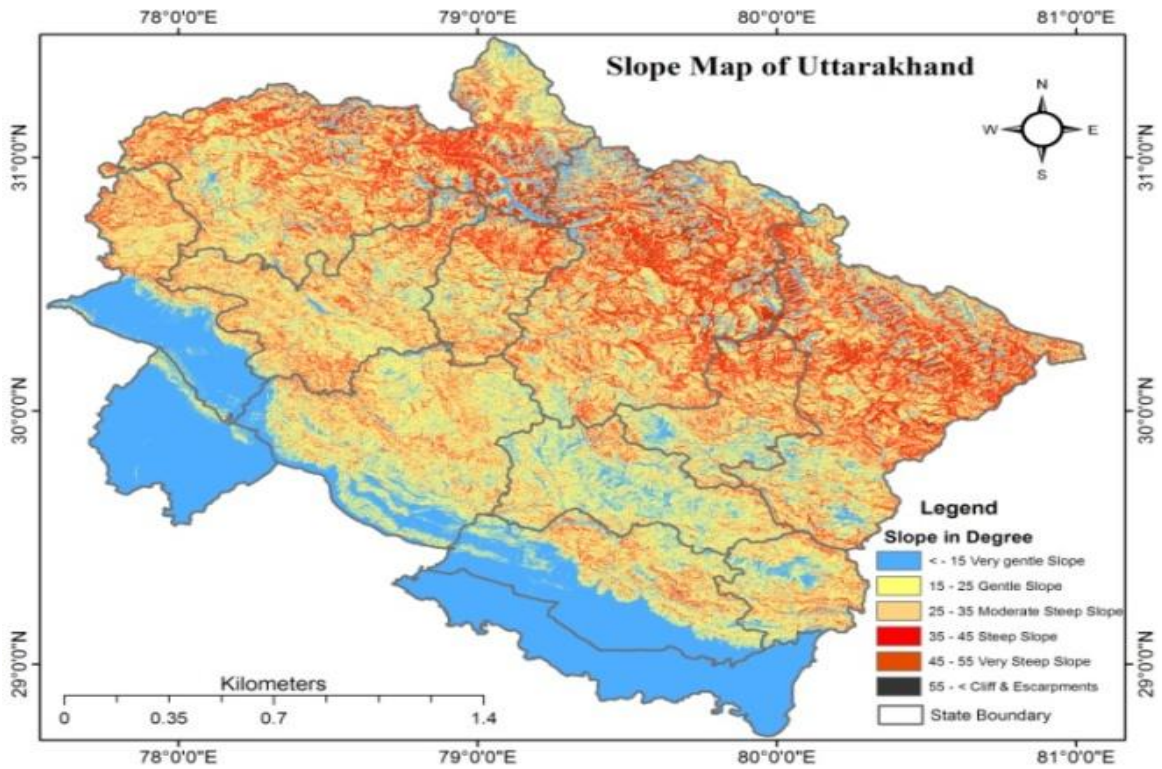 78°0'0"E 79°0'0"E 80°0'0"E 81°0'0"E
Slope Map of Uttarakhand
N
W E
S
31°0'0"N 31°0'0"N
30°0'0"N 30°0'0"N
29°0'0"N 29°0'0"N
Legend
Slope in Degree
< - 15 Very gentle Slope
15 - 25 Gentle Slope
25 - 35 Moderate Steep Slope
35 - 45 Steep Slope
45 - 55 Very Steep Slope
55 - < Cliff & Escarpments
State Boundary
Kilometers
0 0.35 0.7 1.4
78°0'0"E 79°0'0"E 80°0'0"E 81°0'0"E